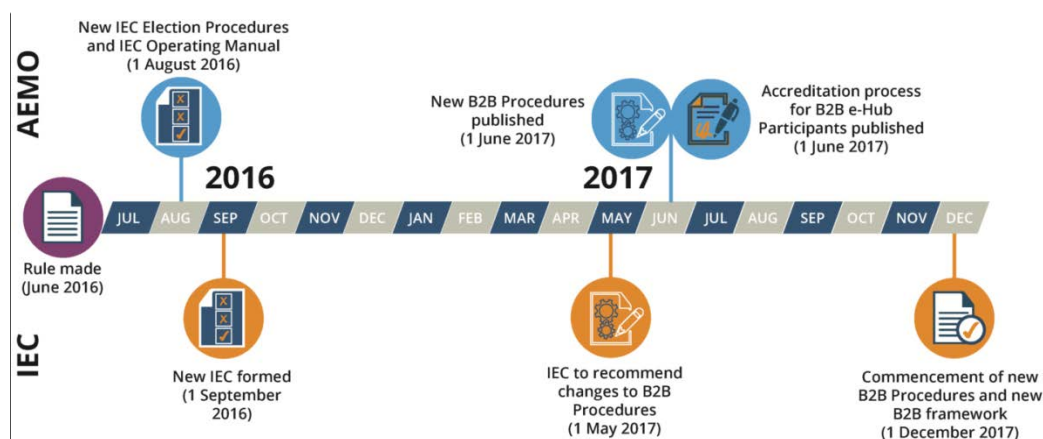 AEMO
New IEC Election Procedures
and IEC Operating Manual
(1 August 2016)
New B2B Procedures
published
(1 June 2017)
Accreditation process
for B2B e-Hub
Participants published
(1 June 2017)
2016
2017
JUL AUG SEP OCT NOV DEC JAN FEB MAR APR MAY JUN JUL AUG SEP OCT NOV DEC
Rule made
(June 2016)
IEC
New IEC formed
(1 September
2016)
IEC to recommend
changes to B2B
Procedures
(1 May 2017)
Commencement of new
B2B Procedures and new
B2B framework
(1 December 2017)